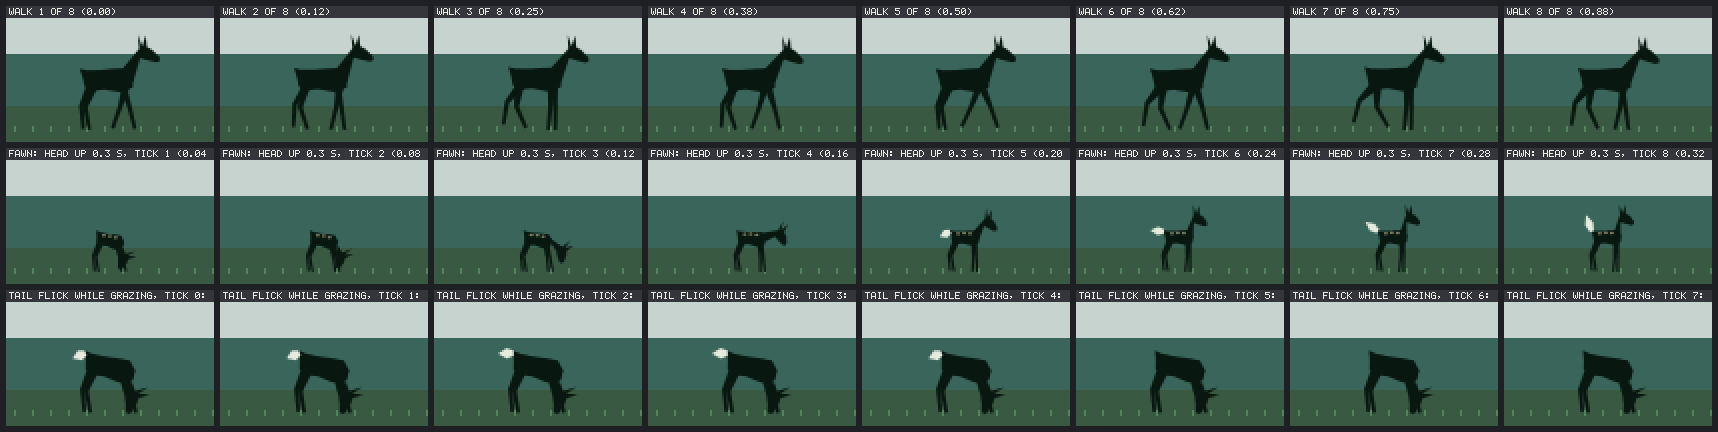 WALK 1 OF 8 (0.00)
WALK 2 OF 8 (0.12)
WALK 3 OF 8 (0.25)
WALK 4 OF 8 (0.38)
WALK 5 OF 8 (0.50)
WALK 6 OF 8 (0.62)
WALK 7 OF 8 (0.75)
WALK 8 OF 8 (0.88)
FAWN: HEAD UP 0.3 S, TICK 1 (0.04
FAWN: HEAD UP 0.3 S, TICK 2 (0.08
FAWN: HEAD UP 0.3 S, TICK 3 (0.12
FAWN: HEAD UP 0.3 S, TICK 4 (0.16
FAWN: HEAD UP 0.3 S, TICK 5 (0.20
FAWN: HEAD UP 0.3 S, TICK 6 (0.24
FAWN: HEAD UP 0.3 S, TICK 7 (0.28
FAWN: HEAD UP 0.3 S, TICK 8 (0.32
TAIL FLICK WHILE GRAZING, TICK 0:
TAIL FLICK WHILE GRAZING, TICK 1:
TAIL FLICK WHILE GRAZING, TICK 2:
TAIL FLICK WHILE GRAZING, TICK 3:
TAIL FLICK WHILE GRAZING, TICK 4:
TAIL FLICK WHILE GRAZING, TICK 5:
TAIL FLICK WHILE GRAZING, TICK 6:
TAIL FLICK WHILE GRAZING, TICK 7: